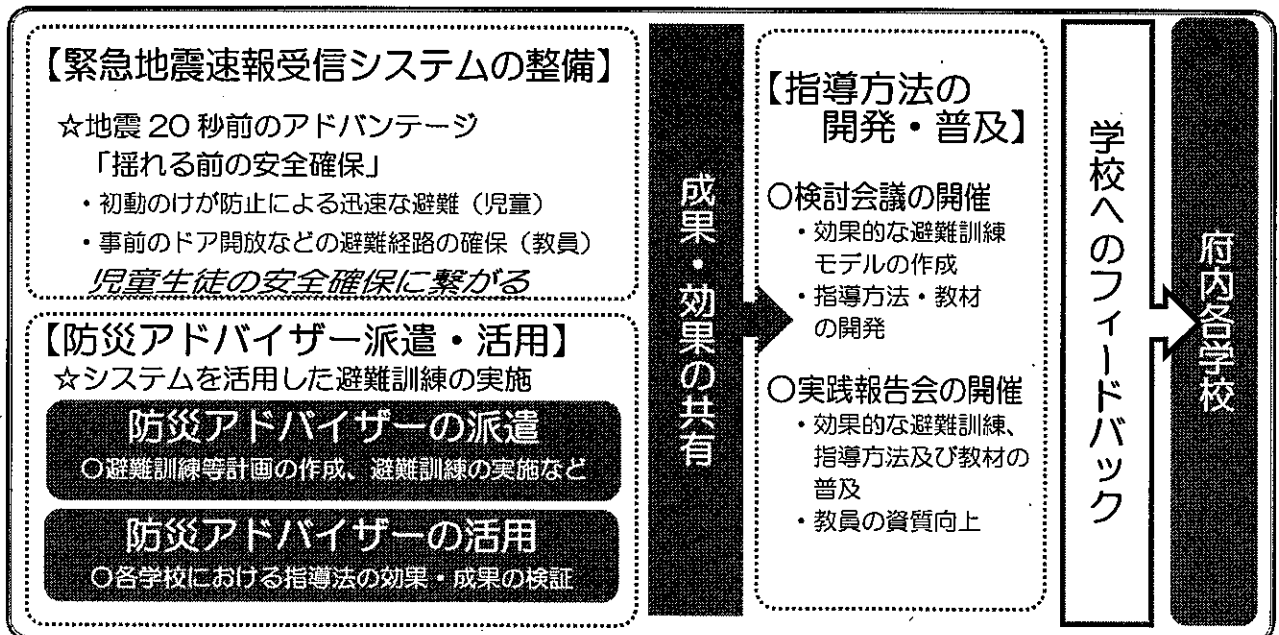 【緊急地震速報受信システムの整備】
☆地震 20 秒前のアドバンテージ
「揺れる前の安全確保」
・初動のけが防止による迅速な避難（児童）
・事前のドア開放などの避難経路の確保（教員）
児童生徒の安全確保に繋がる
【防災アドバイザー派遣・活用】
☆システムを活用した避難訓練の実施
防災アドバイザーの派遣
○避難訓練等計画の作成、避難訓練の実施など
防災アドバイザーの活用
○各学校における指導法の効果・成果の検証
成果・効果の共有
【指導方法の
開発・普及】
○検討会議の開催
・効果的な避難訓練
モデルの作成
・指導方法・教材
の開発
○実践報告会の開催
・効果的な避難訓練、
指導方法及び教材の
普及
・教員の資質向上
学校へのフィードバック
府内各学校